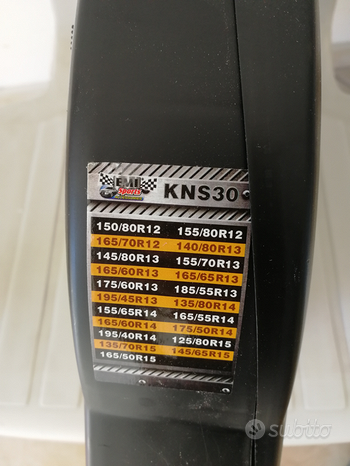 EMI
Sports KNS30
150/80R12 155/80R12
165/70R12 140/80R13
145/80R13 155/70R13
165/60R13 165/65R13
175/60R13 185/55R13
195/45R13 135/80R14
155/65R14 165/55R14
165/60R14 175/50R14
195/40R14 125/80R15
135/70R15 145/65R15
165/50R15
subito